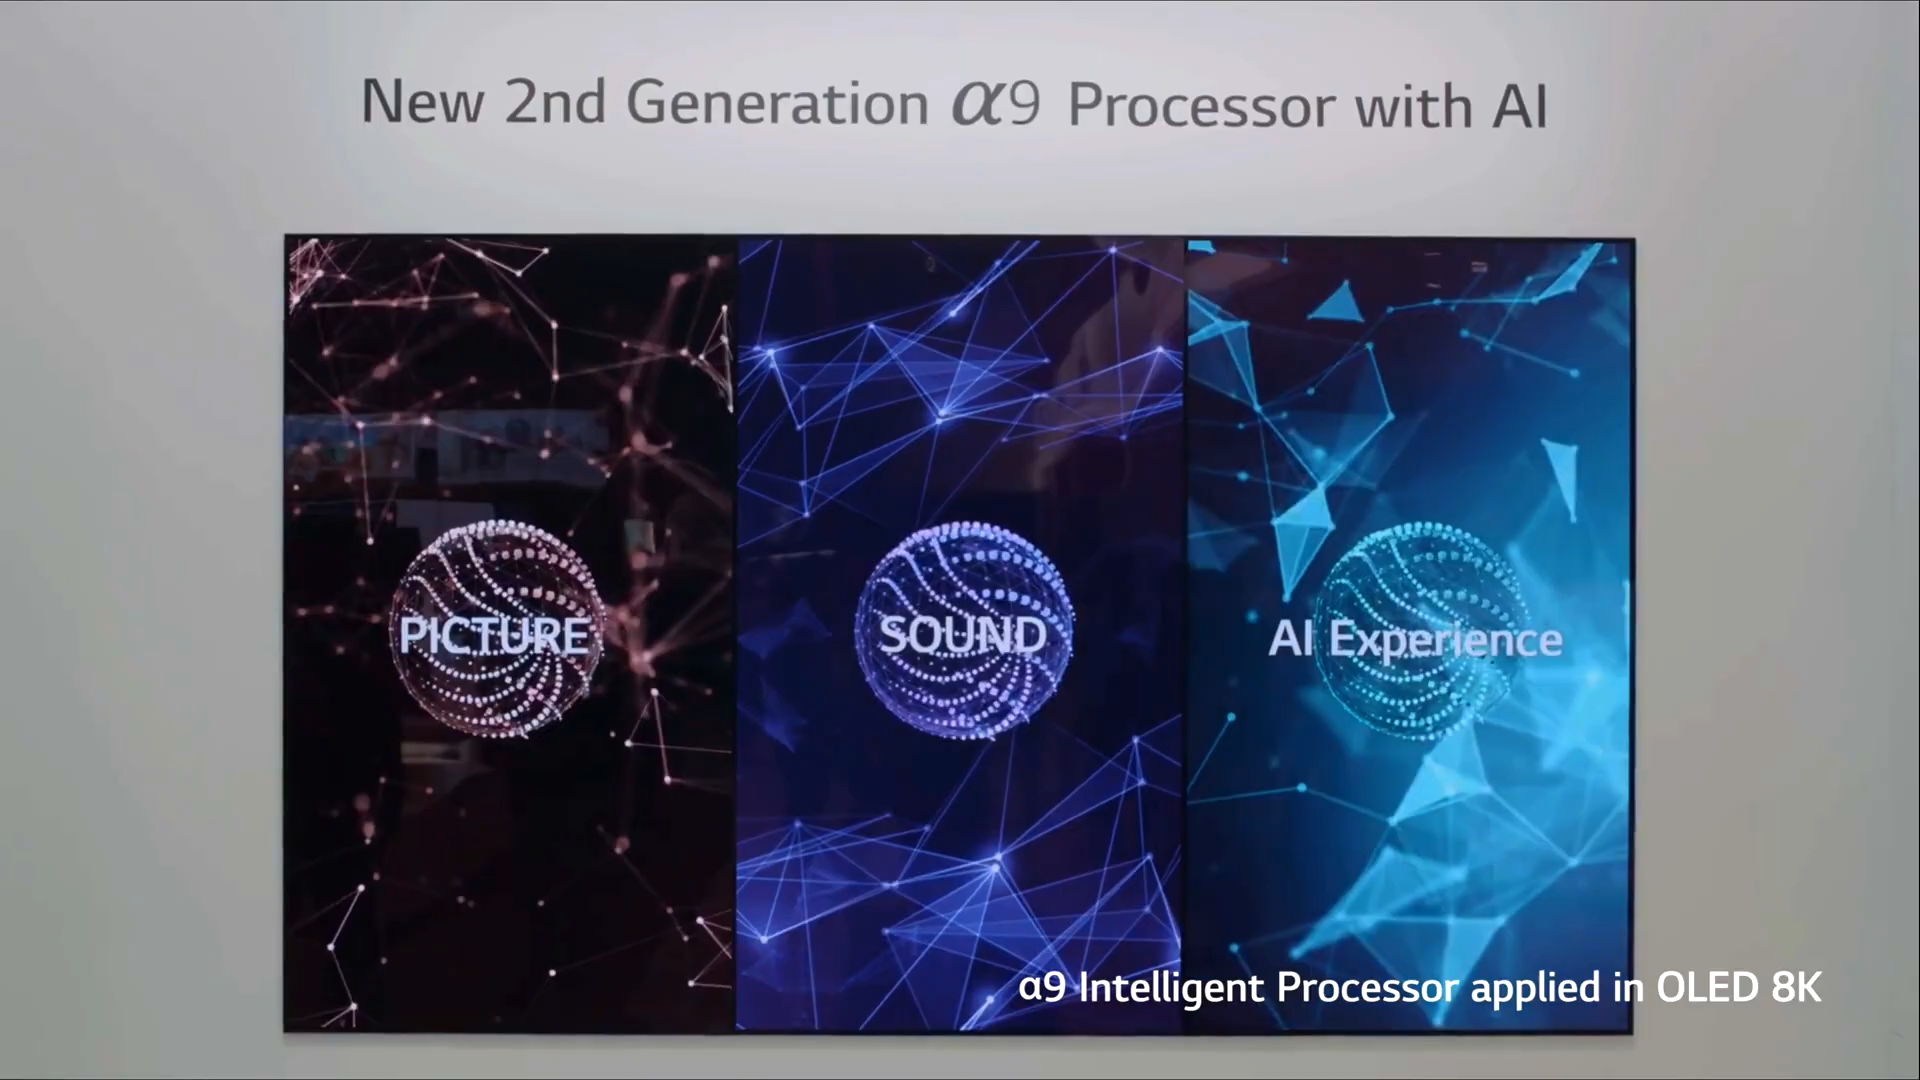 New 2nd Generation α9 Processor with AI
PICTURE
SOUND
AI Experience
α9 Intelligent Processor applied in OLED 8K